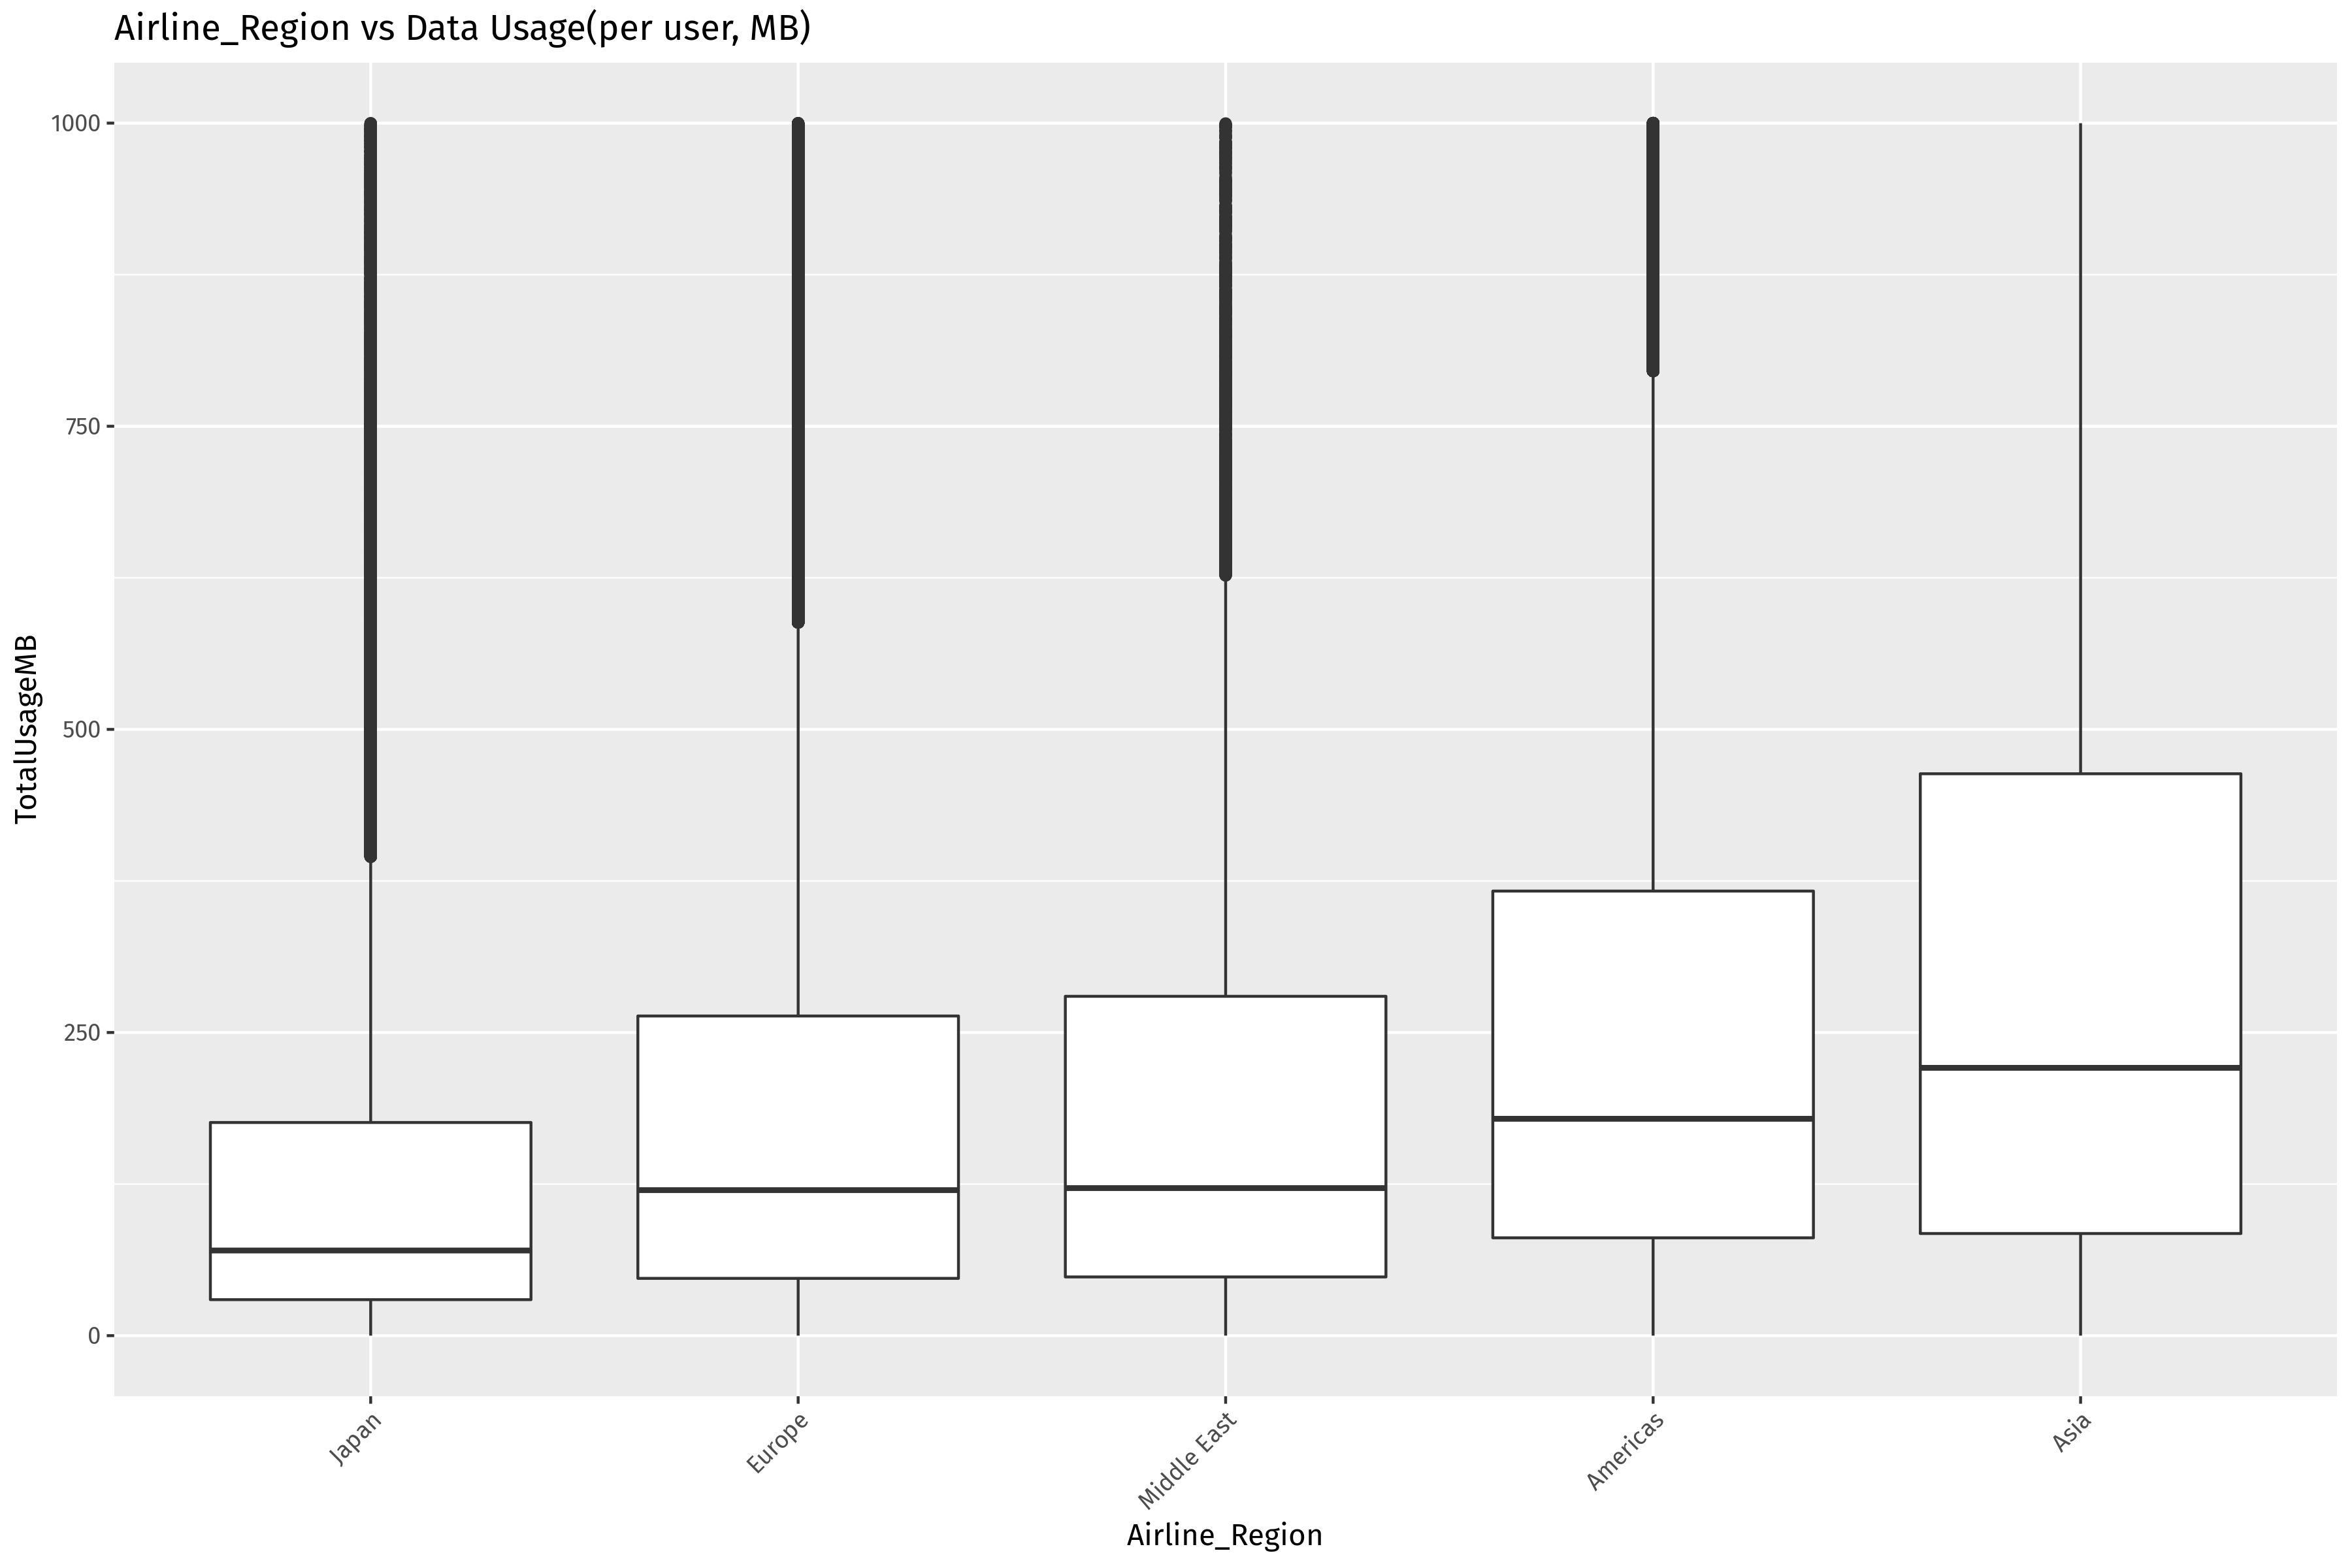 Airline_Region vs Data Usage(per user, MB)
1000
750
500
250
0
TotalUsageMB
Japan
Europe
Middle East
Americas
Asia
Airline_Region